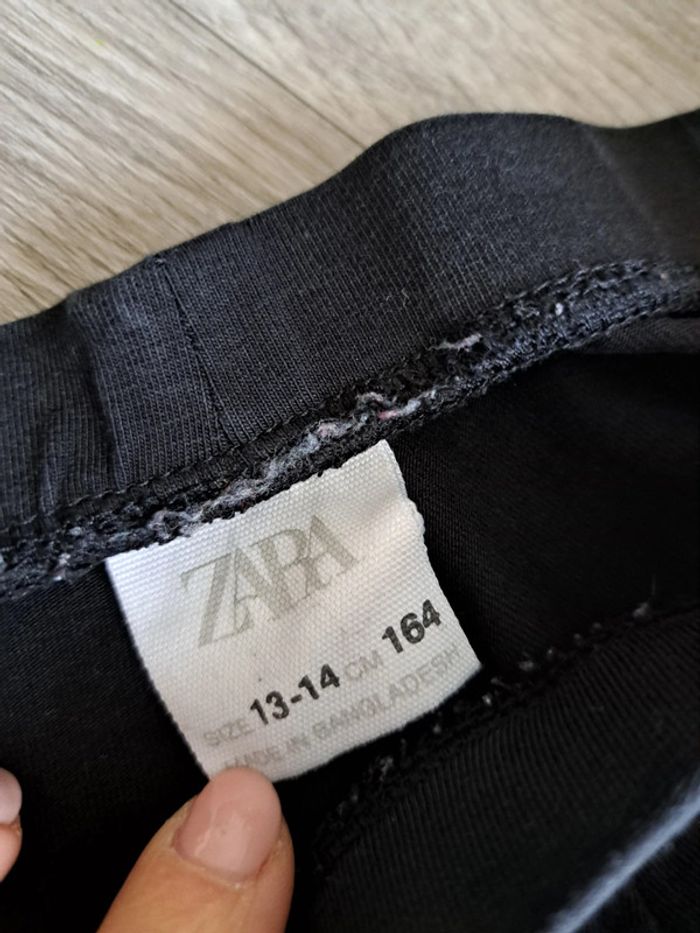 ZARA
SIZE 13-14 CM 164
MADE IN BANGLADESH